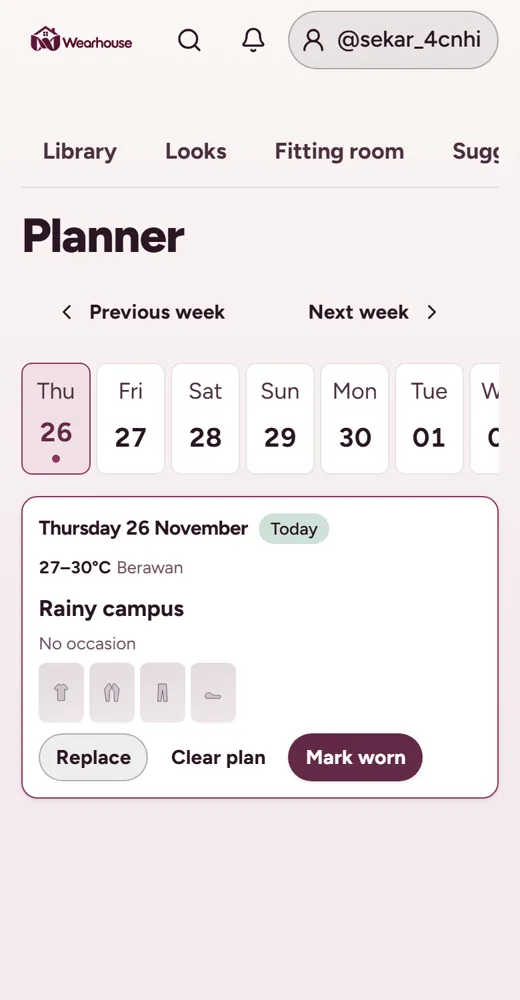 Wearhouse
@sekar_4cnhi
Library Looks Fitting room Sugg
Planner
Previous week Next week
Thu Fri Sat Sun Mon Tue W
26 27 28 29 30 01 0
Thursday 26 November Today
27–30°C Berawan
Rainy campus
No occasion
Replace Clear plan Mark worn